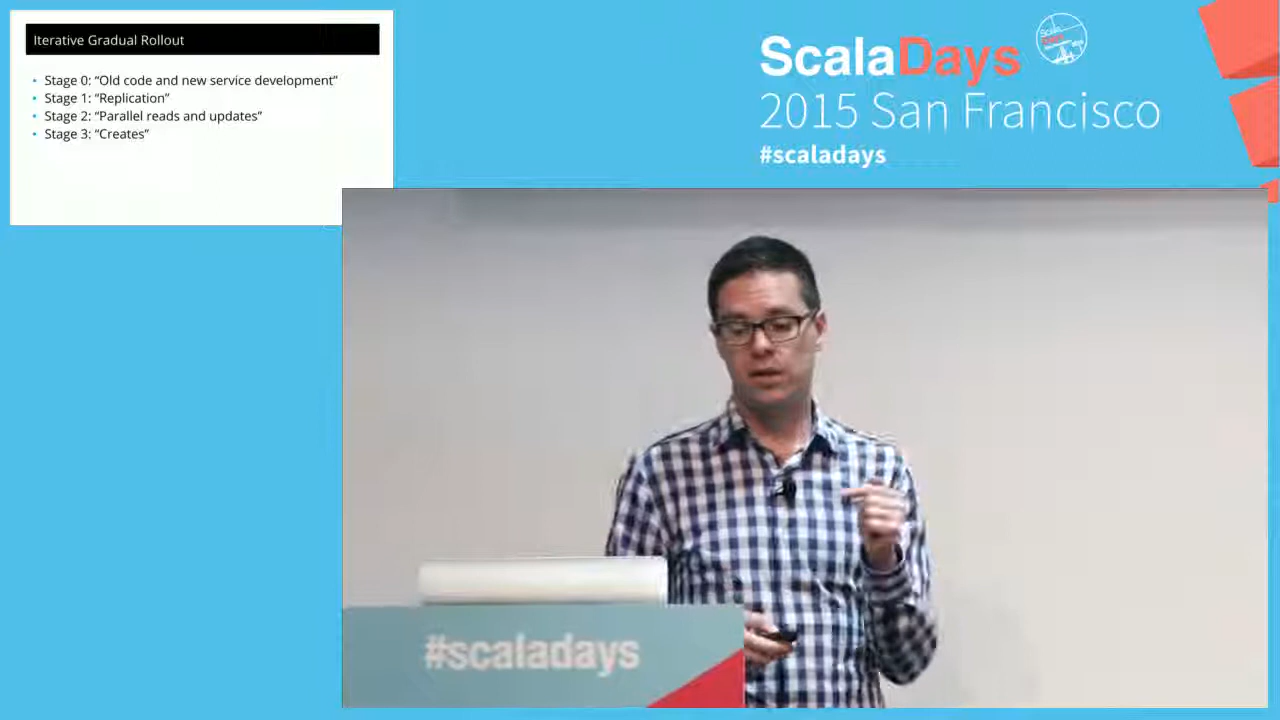 Iterative Gradual Rollout
• Stage 0: “Old code and new service development”
• Stage 1: “Replication”
• Stage 2: “Parallel reads and updates”
• Stage 3: “Creates”
ScalaDays
2015 San Francisco
#scaladays
#scaladays